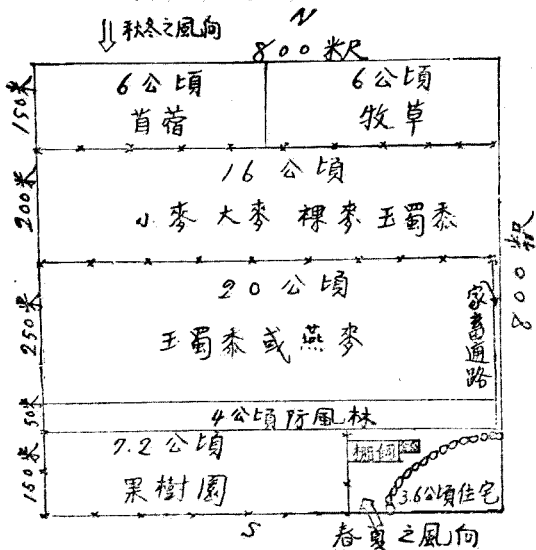 N
秋冬之風向
800米尺
150米
6公頃
苜蓿
6公頃
牧草
200米
16公頃
小麥大麥裸麥玉蜀黍
800米尺
250米
20公頃
玉蜀黍或燕麥
家畜通路
50米
4公頃防風林
150米
7.2公頃
果樹園
棚
3.6公頃住宅
S
春夏之風向